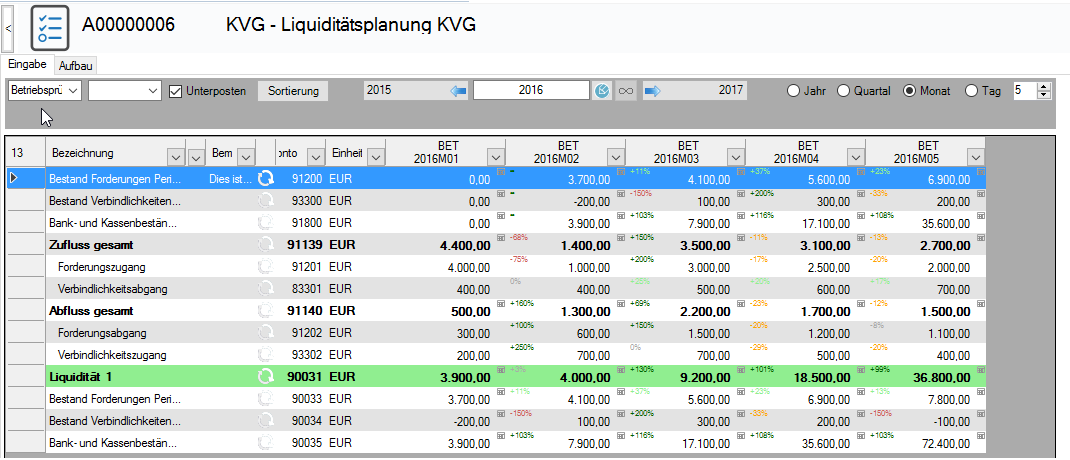 < A00000006 KVG - Liquiditätsplanung KVG
Eingabe Aufbau
Betriebsprü Unterposten Sortierung 2015 2016 2017 Jahr Quartal Monat Tag 5
13 Bezeichnung Bem onto Einheit BET 2016M01 BET 2016M02 BET 2016M03 BET 2016M04 BET 2016M05
Bestand Forderungen Peri... Dies ist... 91200 EUR 0,00 3.700,00 +11% 4.100,00 +37% 5.600,00 +23% 6.900,00
Bestand Verbindlichkeiten... 93300 EUR 0,00 -200,00 -150% 100,00 +200% 300,00 -33% 200,00
Bank- und Kassenbestän... 91800 EUR 0,00 3.900,00 +103% 7.900,00 +116% 17.100,00 +108% 35.600,00
Zufluss gesamt 91139 EUR 4.400,00 -68% 1.400,00 +150% 3.500,00 -11% 3.100,00 -13% 2.700,00
Forderungszugang 91201 EUR 4.000,00 -75% 1.000,00 +200% 3.000,00 -17% 2.500,00 -20% 2.000,00
Verbindlichkeitsabgang 83301 EUR 400,00 0% 400,00 +25% 500,00 +20% 600,00 +17% 700,00
Abfluss gesamt 91140 EUR 500,00 +160% 1.300,00 +69% 2.200,00 -23% 1.700,00 -12% 1.500,00
Forderungsabgang 91202 EUR 300,00 +100% 600,00 +150% 1.500,00 -20% 1.200,00 -8% 1.100,00
Verbindlichkeitszugang 93302 EUR 200,00 +250% 700,00 0% 700,00 -29% 500,00 -20% 400,00
Liquidität 1 90031 EUR 3.900,00 +3% 4.000,00 +130% 9.200,00 +101% 18.500,00 +99% 36.800,00
Bestand Forderungen Peri... 90033 EUR 3.700,00 +11% 4.100,00 +37% 5.600,00 +23% 6.900,00 +13% 7.800,00
Bestand Verbindlichkeiten... 90034 EUR -200,00 -150% 100,00 +200% 300,00 -33% 200,00 -150% -100,00
Bank- und Kassenbestän... 90035 EUR 3.900,00 +103% 7.900,00 +116% 17.100,00 +108% 35.600,00 +103% 72.400,00